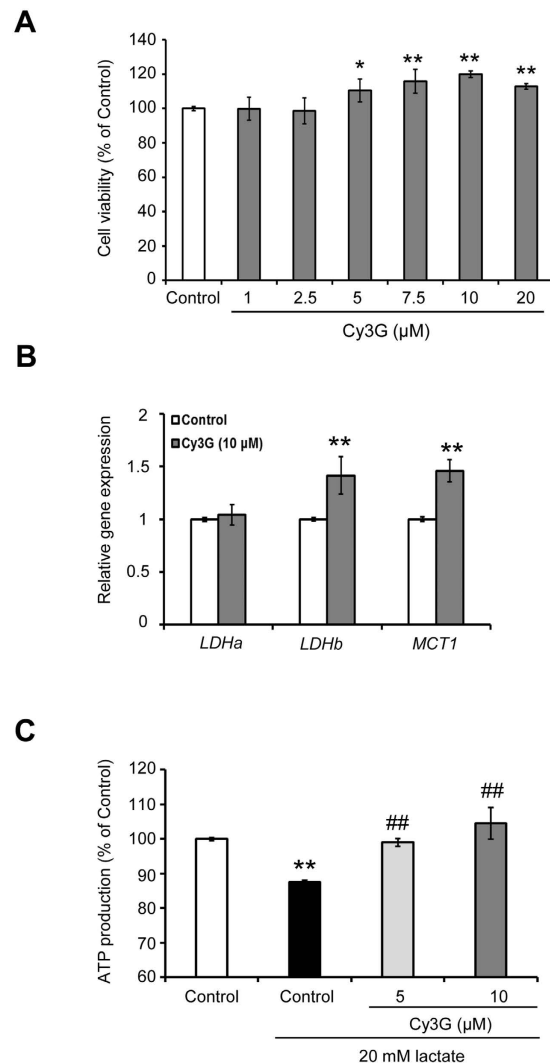 A
Cell viability (% of Control)
140
120
100
80
60
40
20
0
* ** ** **
Control 1 2.5 5 7.5 10 20
Cy3G (µM)
B
Relative gene expression
2
1.5
1
0.5
0
Control
Cy3G (10 µM)
** **
LDHa LDHb MCT1
C
ATP production (% of Control)
120
110
100
90
80
70
60
** ## ##
Control Control 5 10
Cy3G (µM)
20 mM lactate